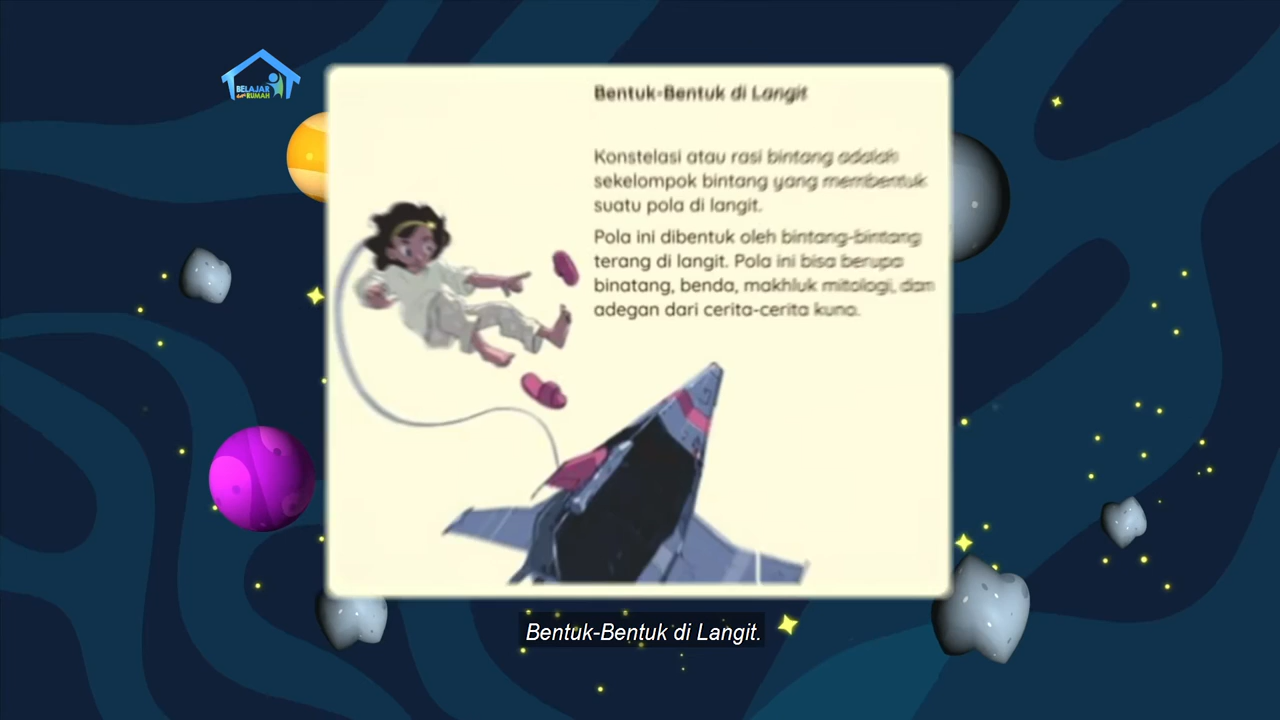 BELAJAR
dari RUMAH
Bentuk-Bentuk di Langit
Konstelasi atau rasi bintang adalah
sekelompok bintang yang membentuk
suatu pola di langit.
Pola ini dibentuk oleh bintang-bintang
terang di langit. Pola ini bisa berupa
binatang, benda, makhluk mitologi, dan
adegan dari cerita-cerita kuno.
Bentuk-Bentuk di Langit.